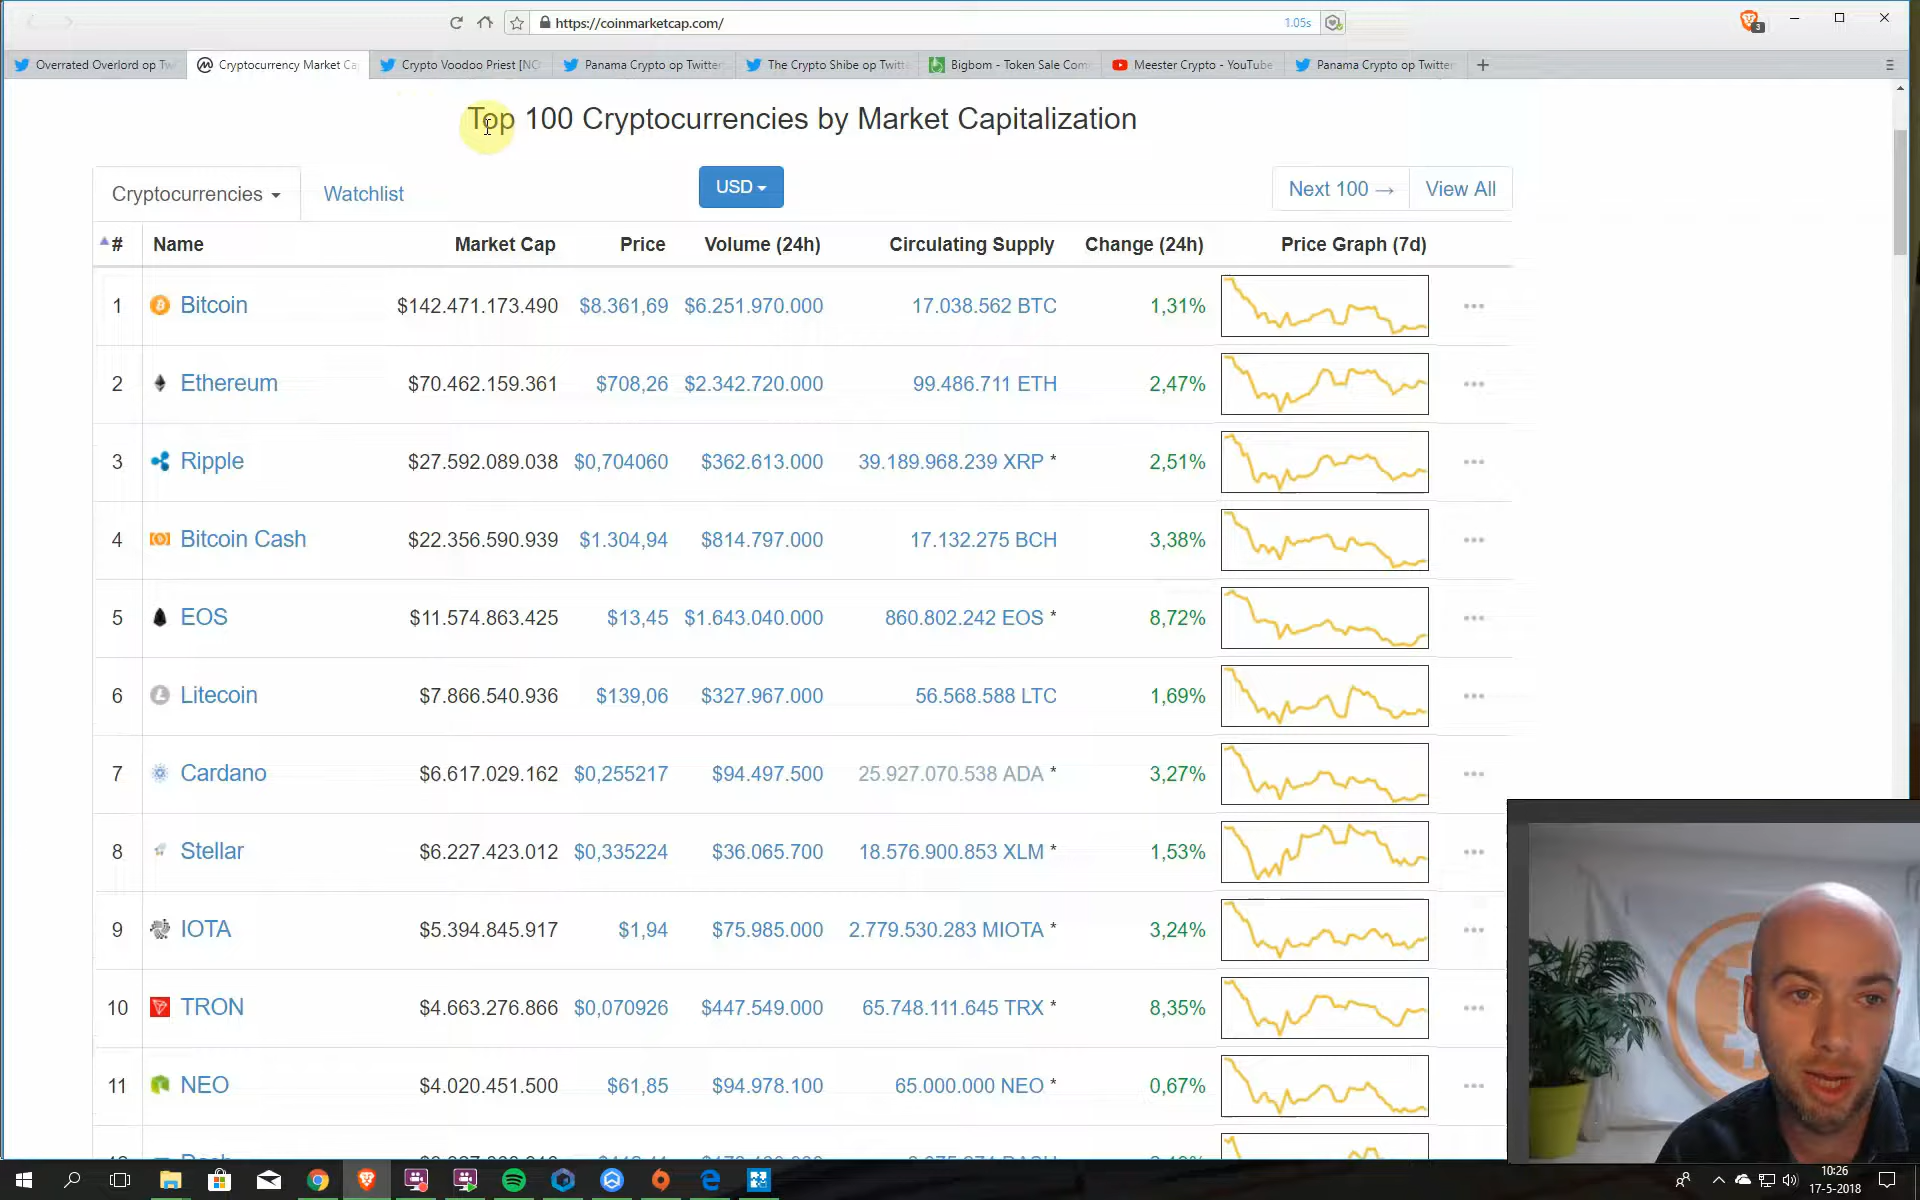 https://coinmarketcap.com/
1.05s
3
Overrated Overlord op Tw
Cryptocurrency Market Ca
Crypto Voodoo Priest [NC
Panama Crypto op Twitter
The Crypto Shibe op Twitt
Bigbom - Token Sale Com
Meester Crypto - YouTube
Panama Crypto op Twitter
Top 100 Cryptocurrencies by Market Capitalization
Cryptocurrencies
Watchlist
USD
Next 100 →
View All
# Name Market Cap Price Volume (24h) Circulating Supply Change (24h) Price Graph (7d)
1 Bitcoin $142.471.173.490 $8.361,69 $6.251.970.000 17.038.562 BTC 1,31%
2 Ethereum $70.462.159.361 $708,26 $2.342.720.000 99.486.711 ETH 2,47%
3 Ripple $27.592.089.038 $0,704060 $362.613.000 39.189.968.239 XRP * 2,51%
4 Bitcoin Cash $22.356.590.939 $1.304,94 $814.797.000 17.132.275 BCH 3,38%
5 EOS $11.574.863.425 $13,45 $1.643.040.000 860.802.242 EOS * 8,72%
6 Litecoin $7.866.540.936 $139,06 $327.967.000 56.568.588 LTC 1,69%
7 Cardano $6.617.029.162 $0,255217 $94.497.500 25.927.070.538 ADA * 3,27%
8 Stellar $6.227.423.012 $0,335224 $36.065.700 18.576.900.853 XLM * 1,53%
9 IOTA $5.394.845.917 $1,94 $75.985.000 2.779.530.283 MIOTA * 3,24%
10 TRON $4.663.276.866 $0,070926 $447.549.000 65.748.111.645 TRX * 8,35%
11 NEO $4.020.451.500 $61,85 $94.978.100 65.000.000 NEO * 0,67%
10:26
17-5-2018